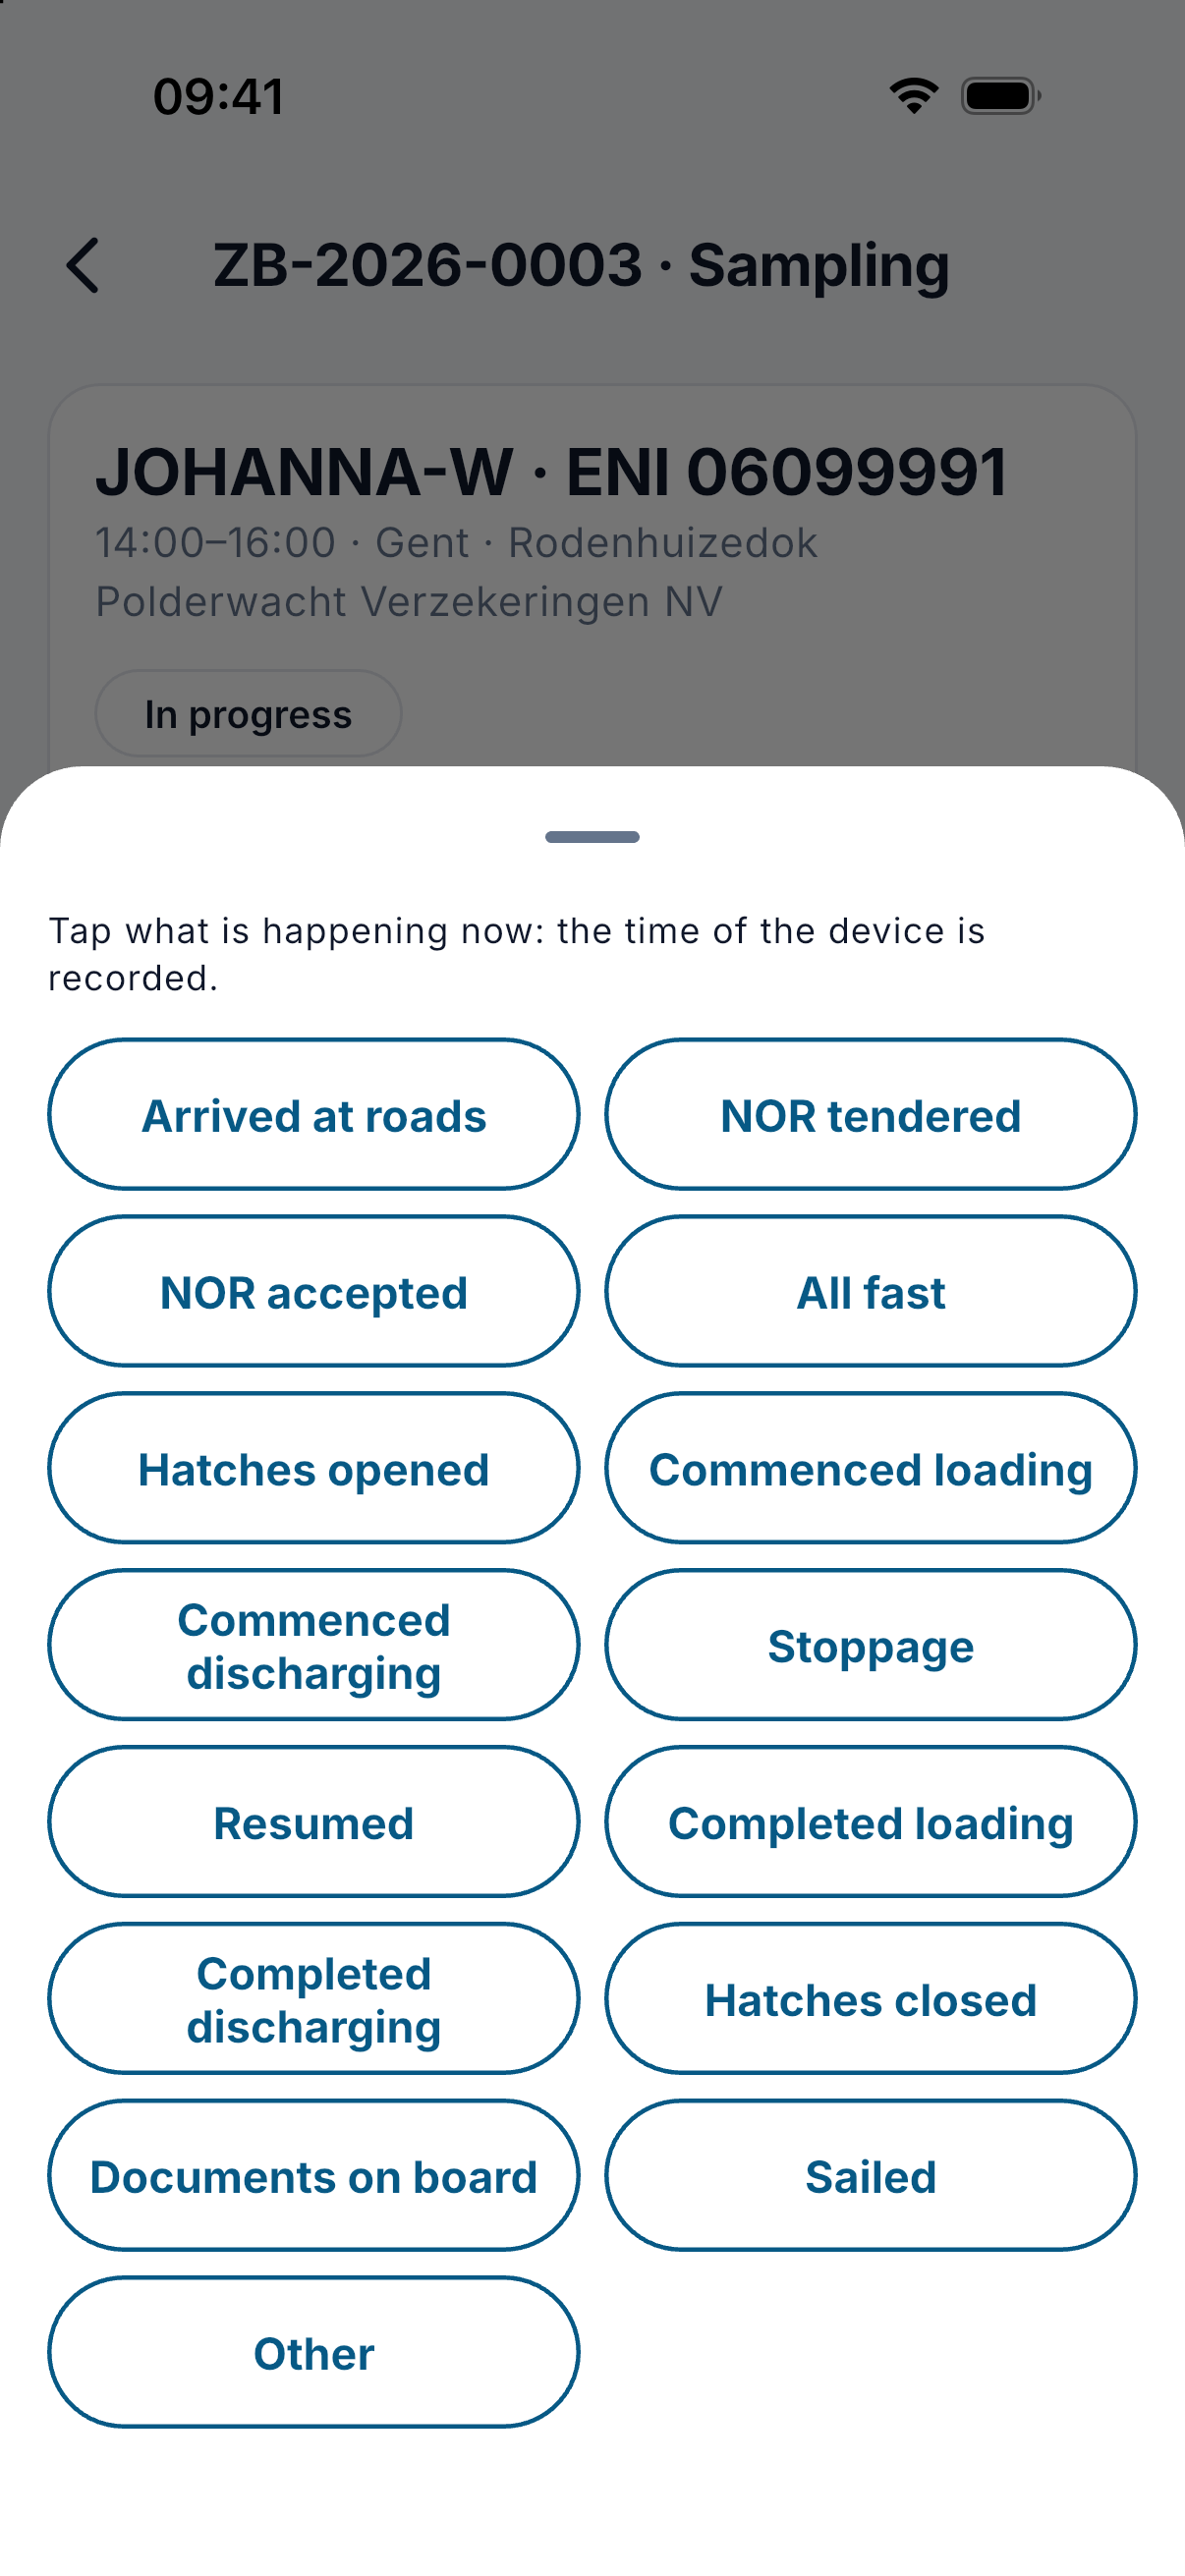 09:41
ZB-2026-0003 · Sampling
JOHANNA-W · ENI 06099991
14:00–16:00 · Gent · Rodenhuizedok
Polderwacht Verzekeringen NV
In progress
Tap what is happening now: the time of the device is
recorded.
Arrived at roads
NOR tendered
NOR accepted
All fast
Hatches opened
Commenced loading
Commenced
discharging
Stoppage
Resumed
Completed loading
Completed
discharging
Hatches closed
Documents on board
Sailed
Other